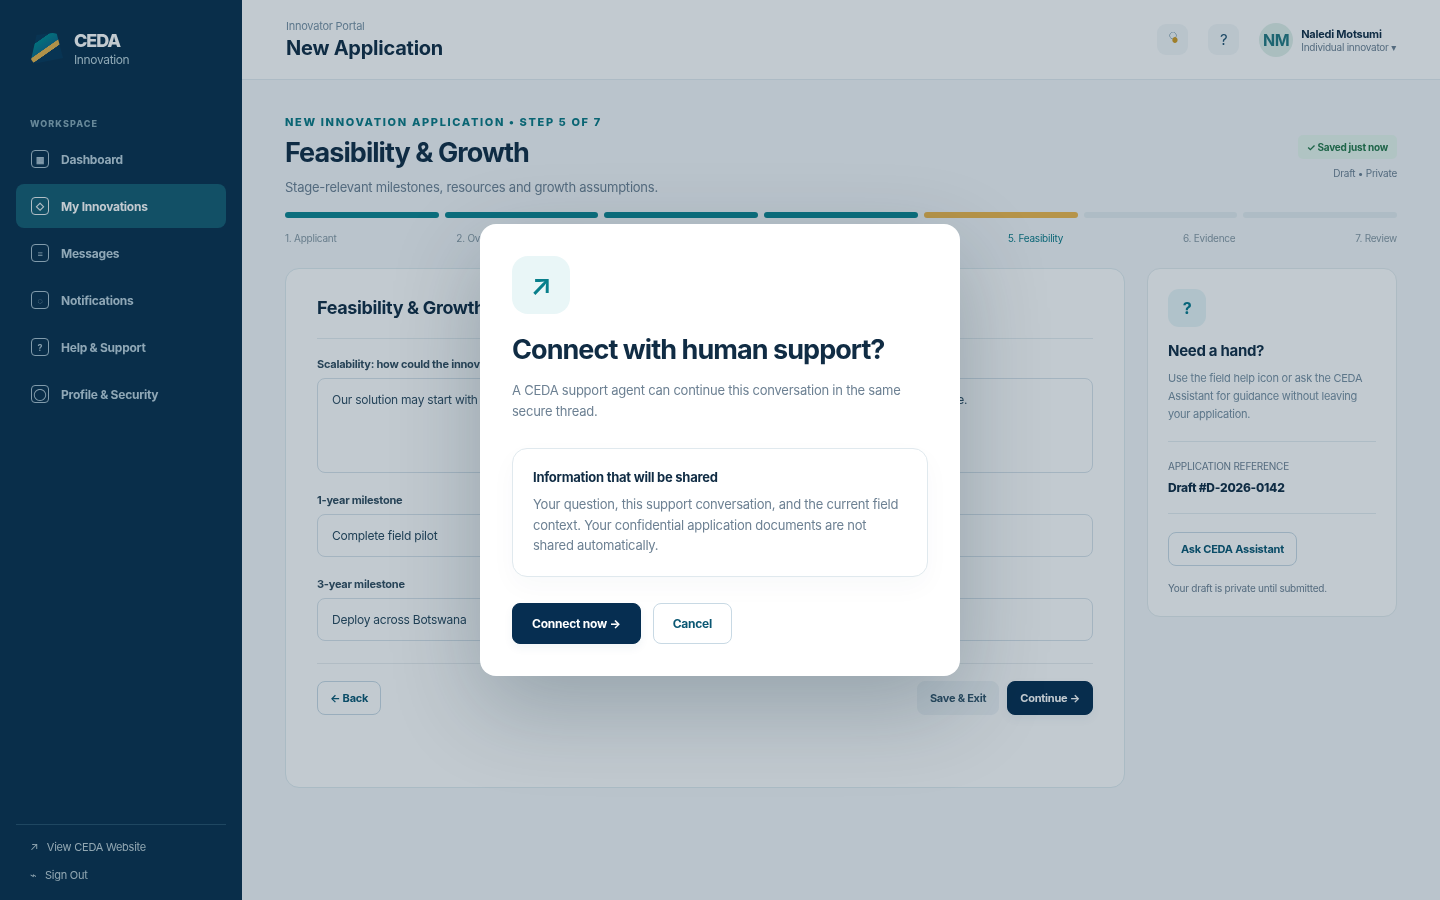 CEDA
Innovation
WORKSPACE
Dashboard
My Innovations
Messages
Notifications
? Help & Support
Profile & Security
↗ View CEDA Website
Sign Out
Innovator Portal
New Application
?
NM
Naledi Motsumi
Individual innovator ▾
NEW INNOVATION APPLICATION • STEP 5 OF 7
Feasibility & Growth
Stage-relevant milestones, resources and growth assumptions.
✓ Saved just now
Draft • Private
1. Applicant
2. Ov
5. Feasibility
6. Evidence
7. Review
Feasibility & Growth
Scalability: how could the innov
Our solution may start with
e.
1-year milestone
Complete field pilot
3-year milestone
Deploy across Botswana
← Back
Save & Exit
Continue →
?
Need a hand?
Use the field help icon or ask the CEDA
Assistant for guidance without leaving
your application.
APPLICATION REFERENCE
Draft #D-2026-0142
Ask CEDA Assistant
Your draft is private until submitted.
↗
Connect with human support?
A CEDA support agent can continue this conversation in the same
secure thread.
Information that will be shared
Your question, this support conversation, and the current field
context. Your confidential application documents are not
shared automatically.
Connect now →
Cancel